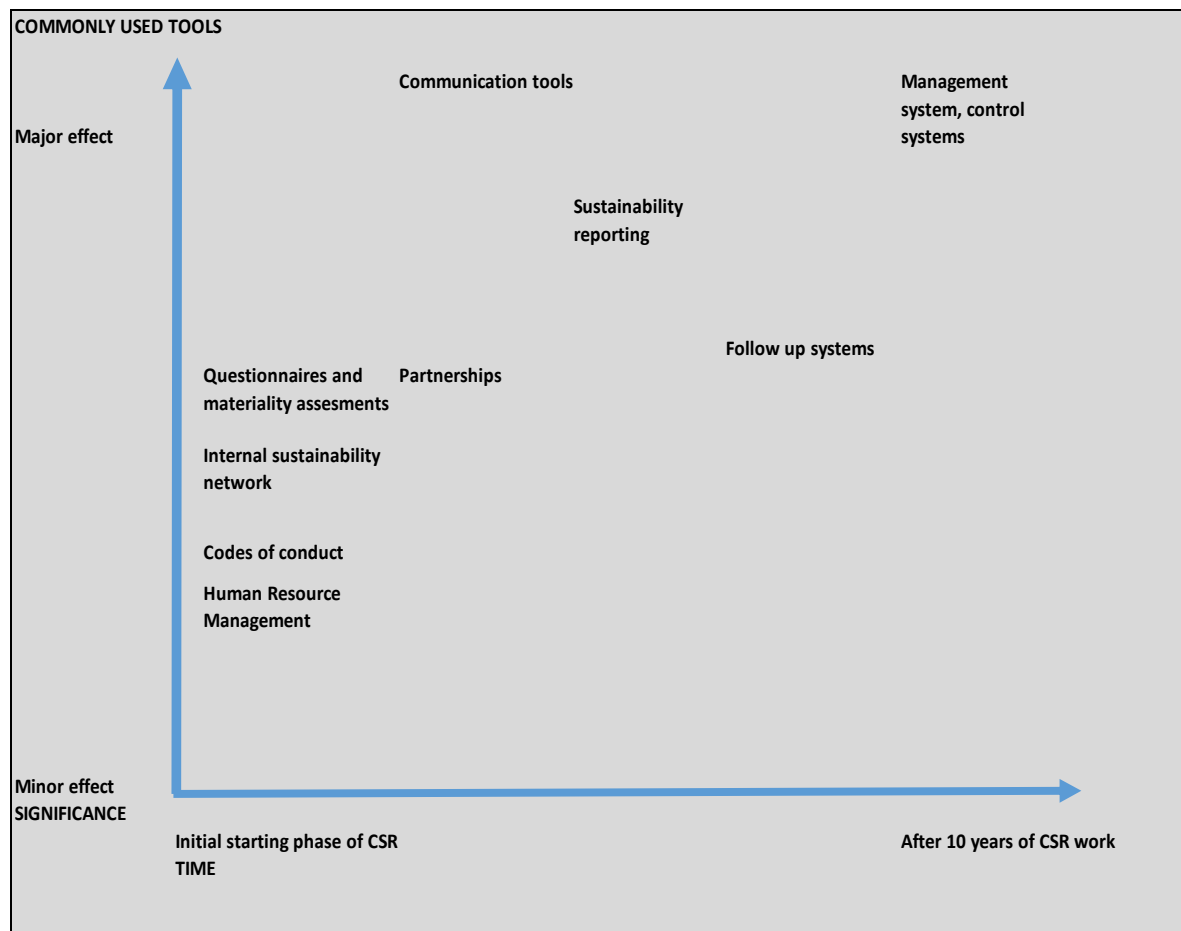 COMMONLY USED TOOLS
Communication tools
Management
system, control
systems
Major effect
Sustainability
reporting
Follow up systems
Questionnaires and
materiality assesments
Partnerships
Internal sustainability
network
Codes of conduct
Human Resource
Management
Minor effect
SIGNIFICANCE
Initial starting phase of CSR
TIME
After 10 years of CSR work